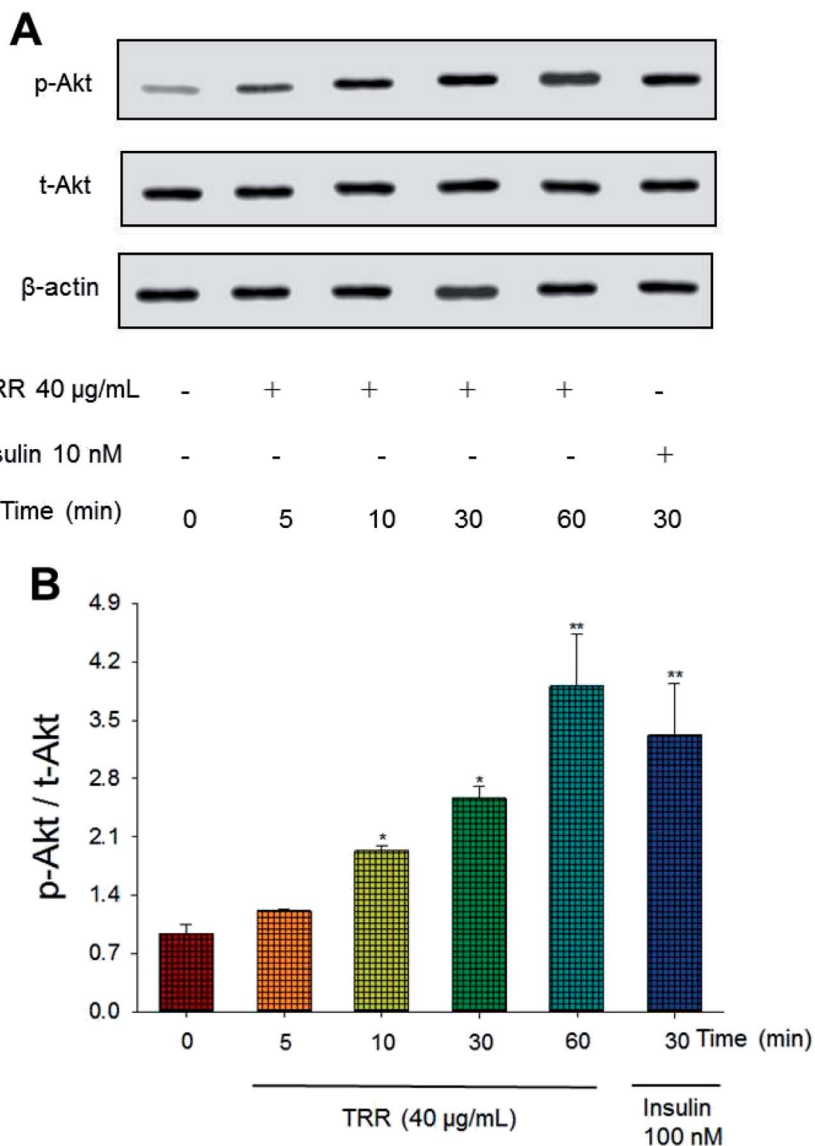 A
p-Akt
t-Akt
β-actin
RR 40 µg/mL - + + + + -
sulin 10 nM - - - - - +
Time (min) 0 5 10 30 60 30
B
p-Akt / t-Akt
4.9
4.2
3.5
2.8
2.1
1.4
0.7
0.0
* * ** **
0 5 10 30 60 30 Time (min)
TRR (40 µg/mL)
Insulin
100 nM